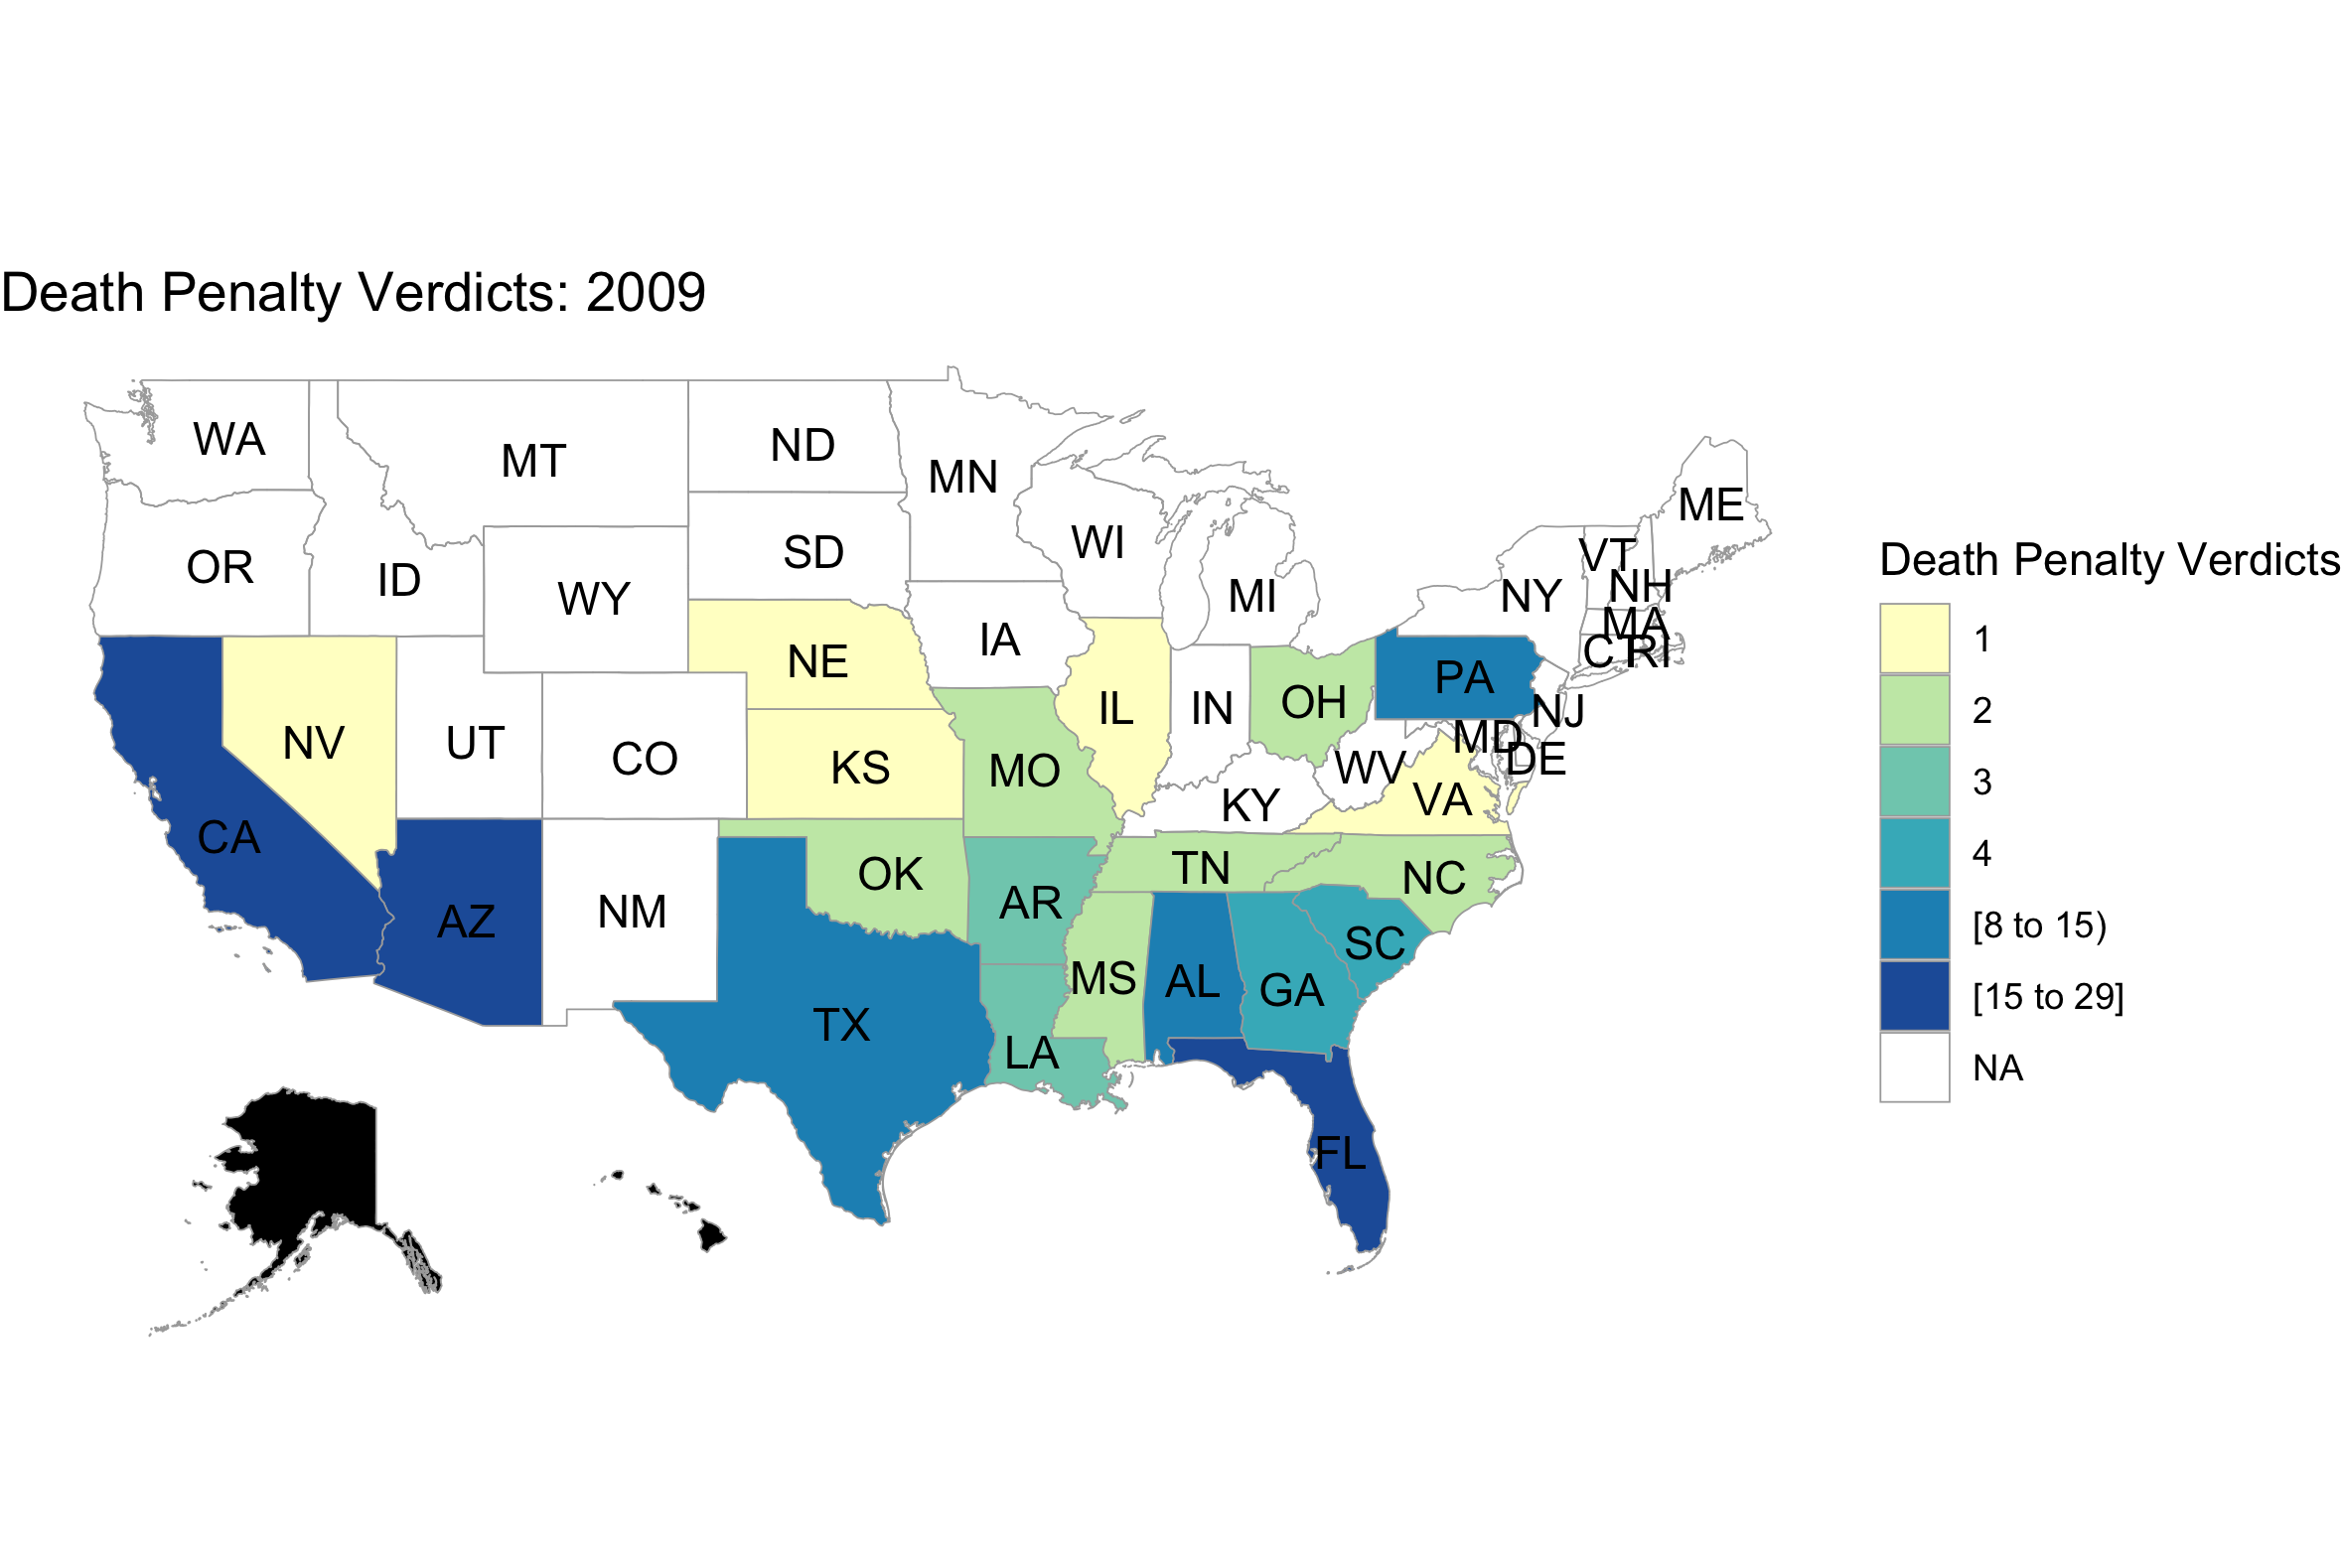 Death Penalty Verdicts: 2009
WA
MT
ND
MN
ME
OR
ID
WY
SD
WI
MI
NY
VT
NH
MA
CT
RI
NE
IA
PA
NV
UT
CO
KS
MO
IL
IN
OH
NJ
MD
DE
WV
VA
KY
CA
AZ
NM
OK
AR
TN
NC
SC
MS
AL
GA
TX
LA
FL
Death Penalty Verdicts
1
2
3
4
[8 to 15)
[15 to 29]
NA